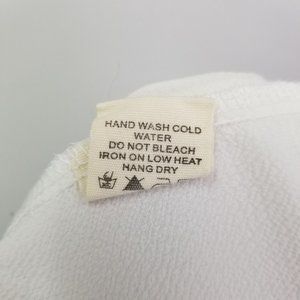 HAND WASH COLD
WATER
DO NOT BLEACH
IRON ON LOW HEAT
HANG DRY